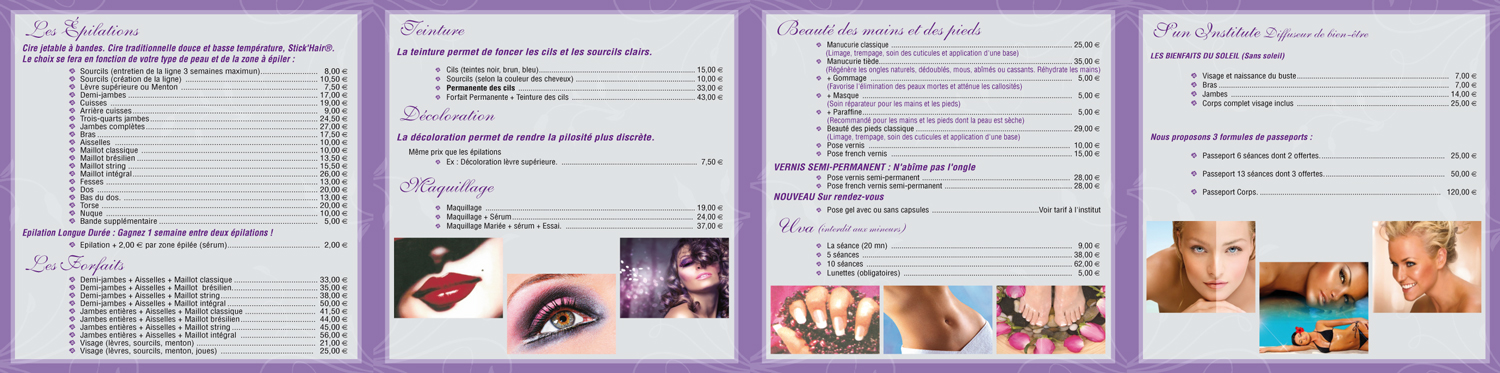 Les Épilations
Cire jetable à bandes. Cire traditionnelle douce et basse température, Stick'Hair®.
Le choix se fera en fonction de votre type de peau et de la zone à épiler :
Sourcils (entretien de la ligne 3 semaines maximun) 8,00 €
Sourcils (création de la ligne) 10,50 €
Lèvre supérieure ou Menton 7,50 €
Demi-jambes 17,00 €
Cuisses 19,00 €
Arrière cuisses 9,00 €
Trois-quarts jambes 24,50 €
Jambes complètes 27,00 €
Bras 17,50 €
Aisselles 10,00 €
Maillot classique 10,00 €
Maillot brésilien 13,50 €
Maillot string 15,50 €
Maillot intégral 26,00 €
Fesses 13,00 €
Dos 20,00 €
Bas du dos. 13,00 €
Torse 20,00 €
Nuque 10,00 €
Bande supplémentaire 5,00 €
Epilation Longue Durée : Gagnez 1 semaine entre deux épilations !
Epilation + 2,00 € par zone épilée (sérum) 2,00 €
Les Forfaits
Demi-jambes + Aisselles + Maillot classique 33,00 €
Demi-jambes + Aisselles + Maillot brésilien 35,00 €
Demi-jambes + Aisselles + Maillot string 38,00 €
Demi-jambes + Aisselles + Maillot intégral 50,00 €
Jambes entières + Aisselles + Maillot classique 41,50 €
Jambes entières + Aisselles + Maillot brésilien 44,00 €
Jambes entières + Aisselles + Maillot string 45,00 €
Jambes entières + Aisselles + Maillot intégral 56,00 €
Visage (lèvres, sourcils, menton) 21,00 €
Visage (lèvres, sourcils, menton, joues) 25,00 €
Teinture
La teinture permet de foncer les cils et les sourcils clairs.
Cils (teintes noir, brun, bleu) 15,00 €
Sourcils (selon la couleur des cheveux) 10,00 €
Permanente des cils 33,00 €
Forfait Permanente + Teinture des cils 43,00 €
Décoloration
La décoloration permet de rendre la pilosité plus discrète.
Même prix que les épilations
Ex : Décoloration lèvre supérieure. 7,50 €
Maquillage
Maquillage 19,00 €
Maquillage + Sérum 24,00 €
Maquillage Mariée + sérum + Essai. 37,00 €
Beauté des mains et des pieds
Manucurie classique 25,00 €
(Limage, trempage, soin des cuticules et application d'une base)
Manucurie tiède 35,00 €
(Régénère les ongles naturels, dédoublés, mous, abîmés ou cassants. Réhydrate les mains)
+ Gommage 5,00 €
(Favorise l'élimination des peaux mortes et atténue les callosités)
+ Masque 5,00 €
(Soin réparateur pour les mains et les pieds)
+ Paraffine 5,00 €
(Recommandé pour les mains et les pieds dont la peau est sèche)
Beauté des pieds classique 29,00 €
(Limage, trempage, soin des cuticules et application d'une base)
Pose vernis 10,00 €
Pose french vernis 15,00 €
VERNIS SEMI-PERMANENT : N'abîme pas l'ongle
Pose vernis semi-permanent 28,00 €
Pose french vernis semi-permanent 28,00 €
NOUVEAU Sur rendez-vous
Pose gel avec ou sans capsules Voir tarif à l'institut
Uva (interdit aux mineurs)
La séance (20 mn) 9,00 €
5 séances 38,00 €
10 séances 62,00 €
Lunettes (obligatoires) 5,00 €
Sun Institute Diffuseur de bien-être
LES BIENFAITS DU SOLEIL (Sans soleil)
Visage et naissance du buste 7,00 €
Bras 7,00 €
Jambes 14,00 €
Corps complet visage inclus 25,00 €
Nous proposons 3 formules de passeports :
Passeport 6 séances dont 2 offertes. 25,00 €
Passeport 13 séances dont 3 offertes. 50,00 €
Passeport Corps. 120,00 €